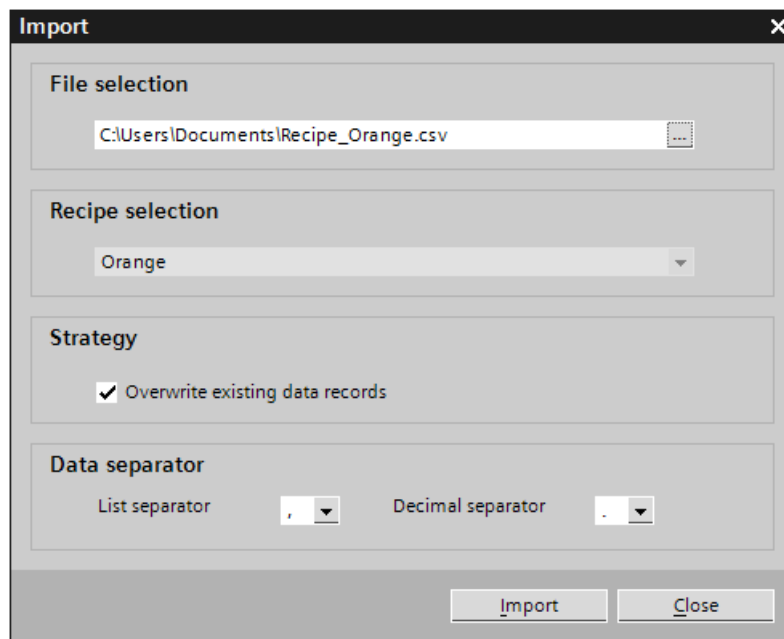 Import
File selection
C:\Users\Documents\Recipe_Orange.csv ...
Recipe selection
Orange
Strategy
Overwrite existing data records
Data separator
List separator , Decimal separator .
Import Close